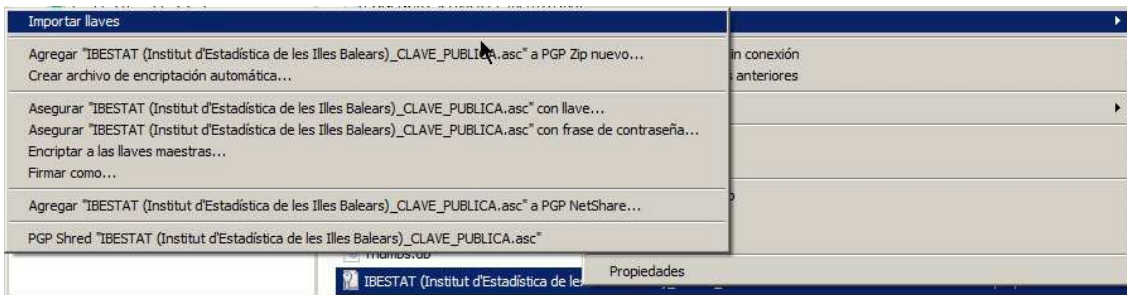 Importar llaves
Agregar "IBESTAT (Institut d'Estadística de les Illes Balears)_CLAVE_PUBLICA.asc" a PGP Zip nuevo...
in conexión
Crear archivo de encriptación automática...
anteriores
Asegurar "IBESTAT (Institut d'Estadística de les Illes Balears)_CLAVE_PUBLICA.asc" con llave...
Asegurar "IBESTAT (Institut d'Estadística de les Illes Balears)_CLAVE_PUBLICA.asc" con frase de contraseña...
Encriptar a las llaves maestras...
Firmar como...
Agregar "IBESTAT (Institut d'Estadística de les Illes Balears)_CLAVE_PUBLICA.asc" a PGP NetShare...
PGP Shred "IBESTAT (Institut d'Estadística de les Illes Balears)_CLAVE_PUBLICA.asc"
Thumbs.db
Propiedades
IBESTAT (Institut d'Estadística de les